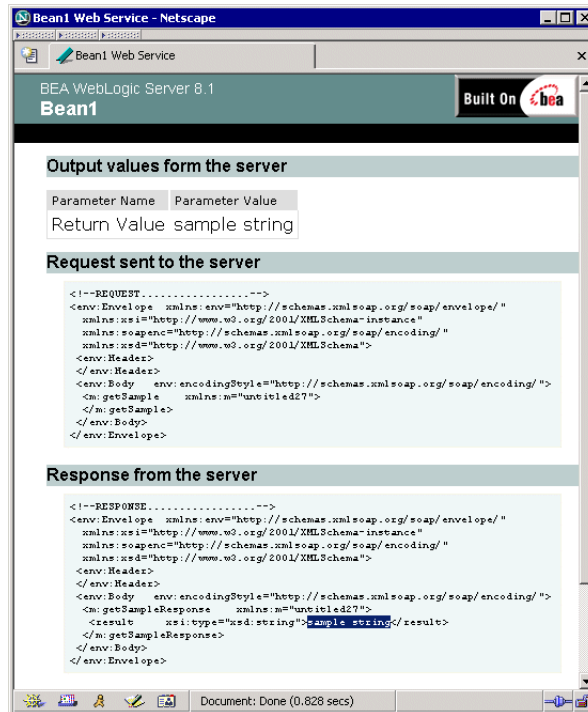 Bean1 Web Service - Netscape
Bean1 Web Service
BEA WebLogic Server 8.1
Bean1
Built On bea
Output values form the server
Parameter Name Parameter Value
Return Value sample string
Request sent to the server
<!--REQUEST.................-->
<env:Envelope xmlns:env="http://schemas.xmlsoap.org/soap/envelope/"
xmlns:xsi="http://www.w3.org/2001/XMLSchema-instance"
xmlns:soapenc="http://schemas.xmlsoap.org/soap/encoding/"
xmlns:xsd="http://www.w3.org/2001/XMLSchema">
<env:Header>
</env:Header>
<env:Body env:encodingStyle="http://schemas.xmlsoap.org/soap/encoding/">
<m:getSample xmlns:m="untitled27">
</m:getSample>
</env:Body>
</env:Envelope>
Response from the server
<!--RESPONSE.................-->
<env:Envelope xmlns:env="http://schemas.xmlsoap.org/soap/envelope/"
xmlns:xsi="http://www.w3.org/2001/XMLSchema-instance"
xmlns:soapenc="http://schemas.xmlsoap.org/soap/encoding/"
xmlns:xsd="http://www.w3.org/2001/XMLSchema">
<env:Header>
</env:Header>
<env:Body env:encodingStyle="http://schemas.xmlsoap.org/soap/encoding/">
<m:getSampleResponse xmlns:m="untitled27">
<result xsi:type="xsd:string">sample string</result>
</m:getSampleResponse>
</env:Body>
</env:Envelope>
Document: Done (0.828 secs)